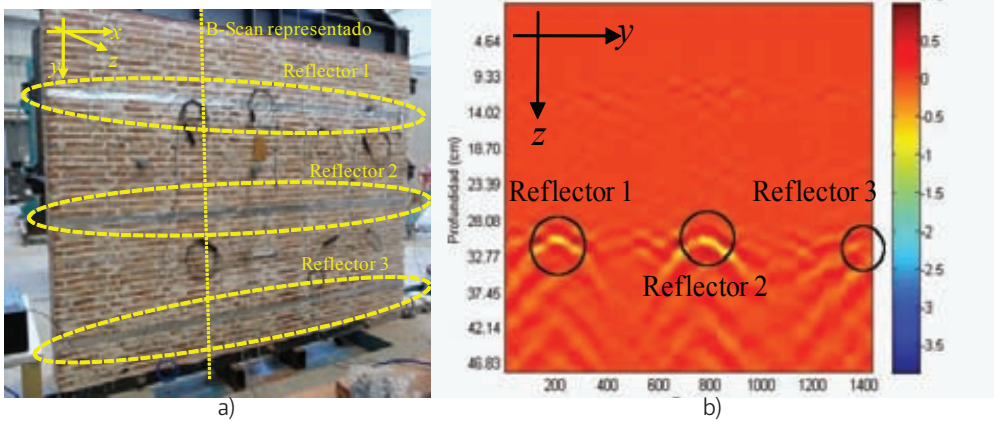 B-Scan representado
x
z
y
Reflector 1
Reflector 2
Reflector 3
a)
y
z
Profundidad (cm)
4.64
9.33
14.02
18.70
23.39
28.08
32.77
37.45
42.14
46.83
Reflector 1
Reflector 3
Reflector 2
200 400 600 800 1000 1200 1400
0.5
0
-0.5
-1
-1.5
-2
-2.5
-3
-3.5
b)